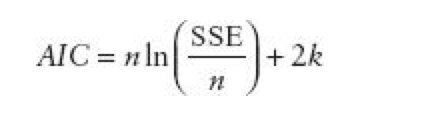 AIC = n ln(SSE/n) + 2k